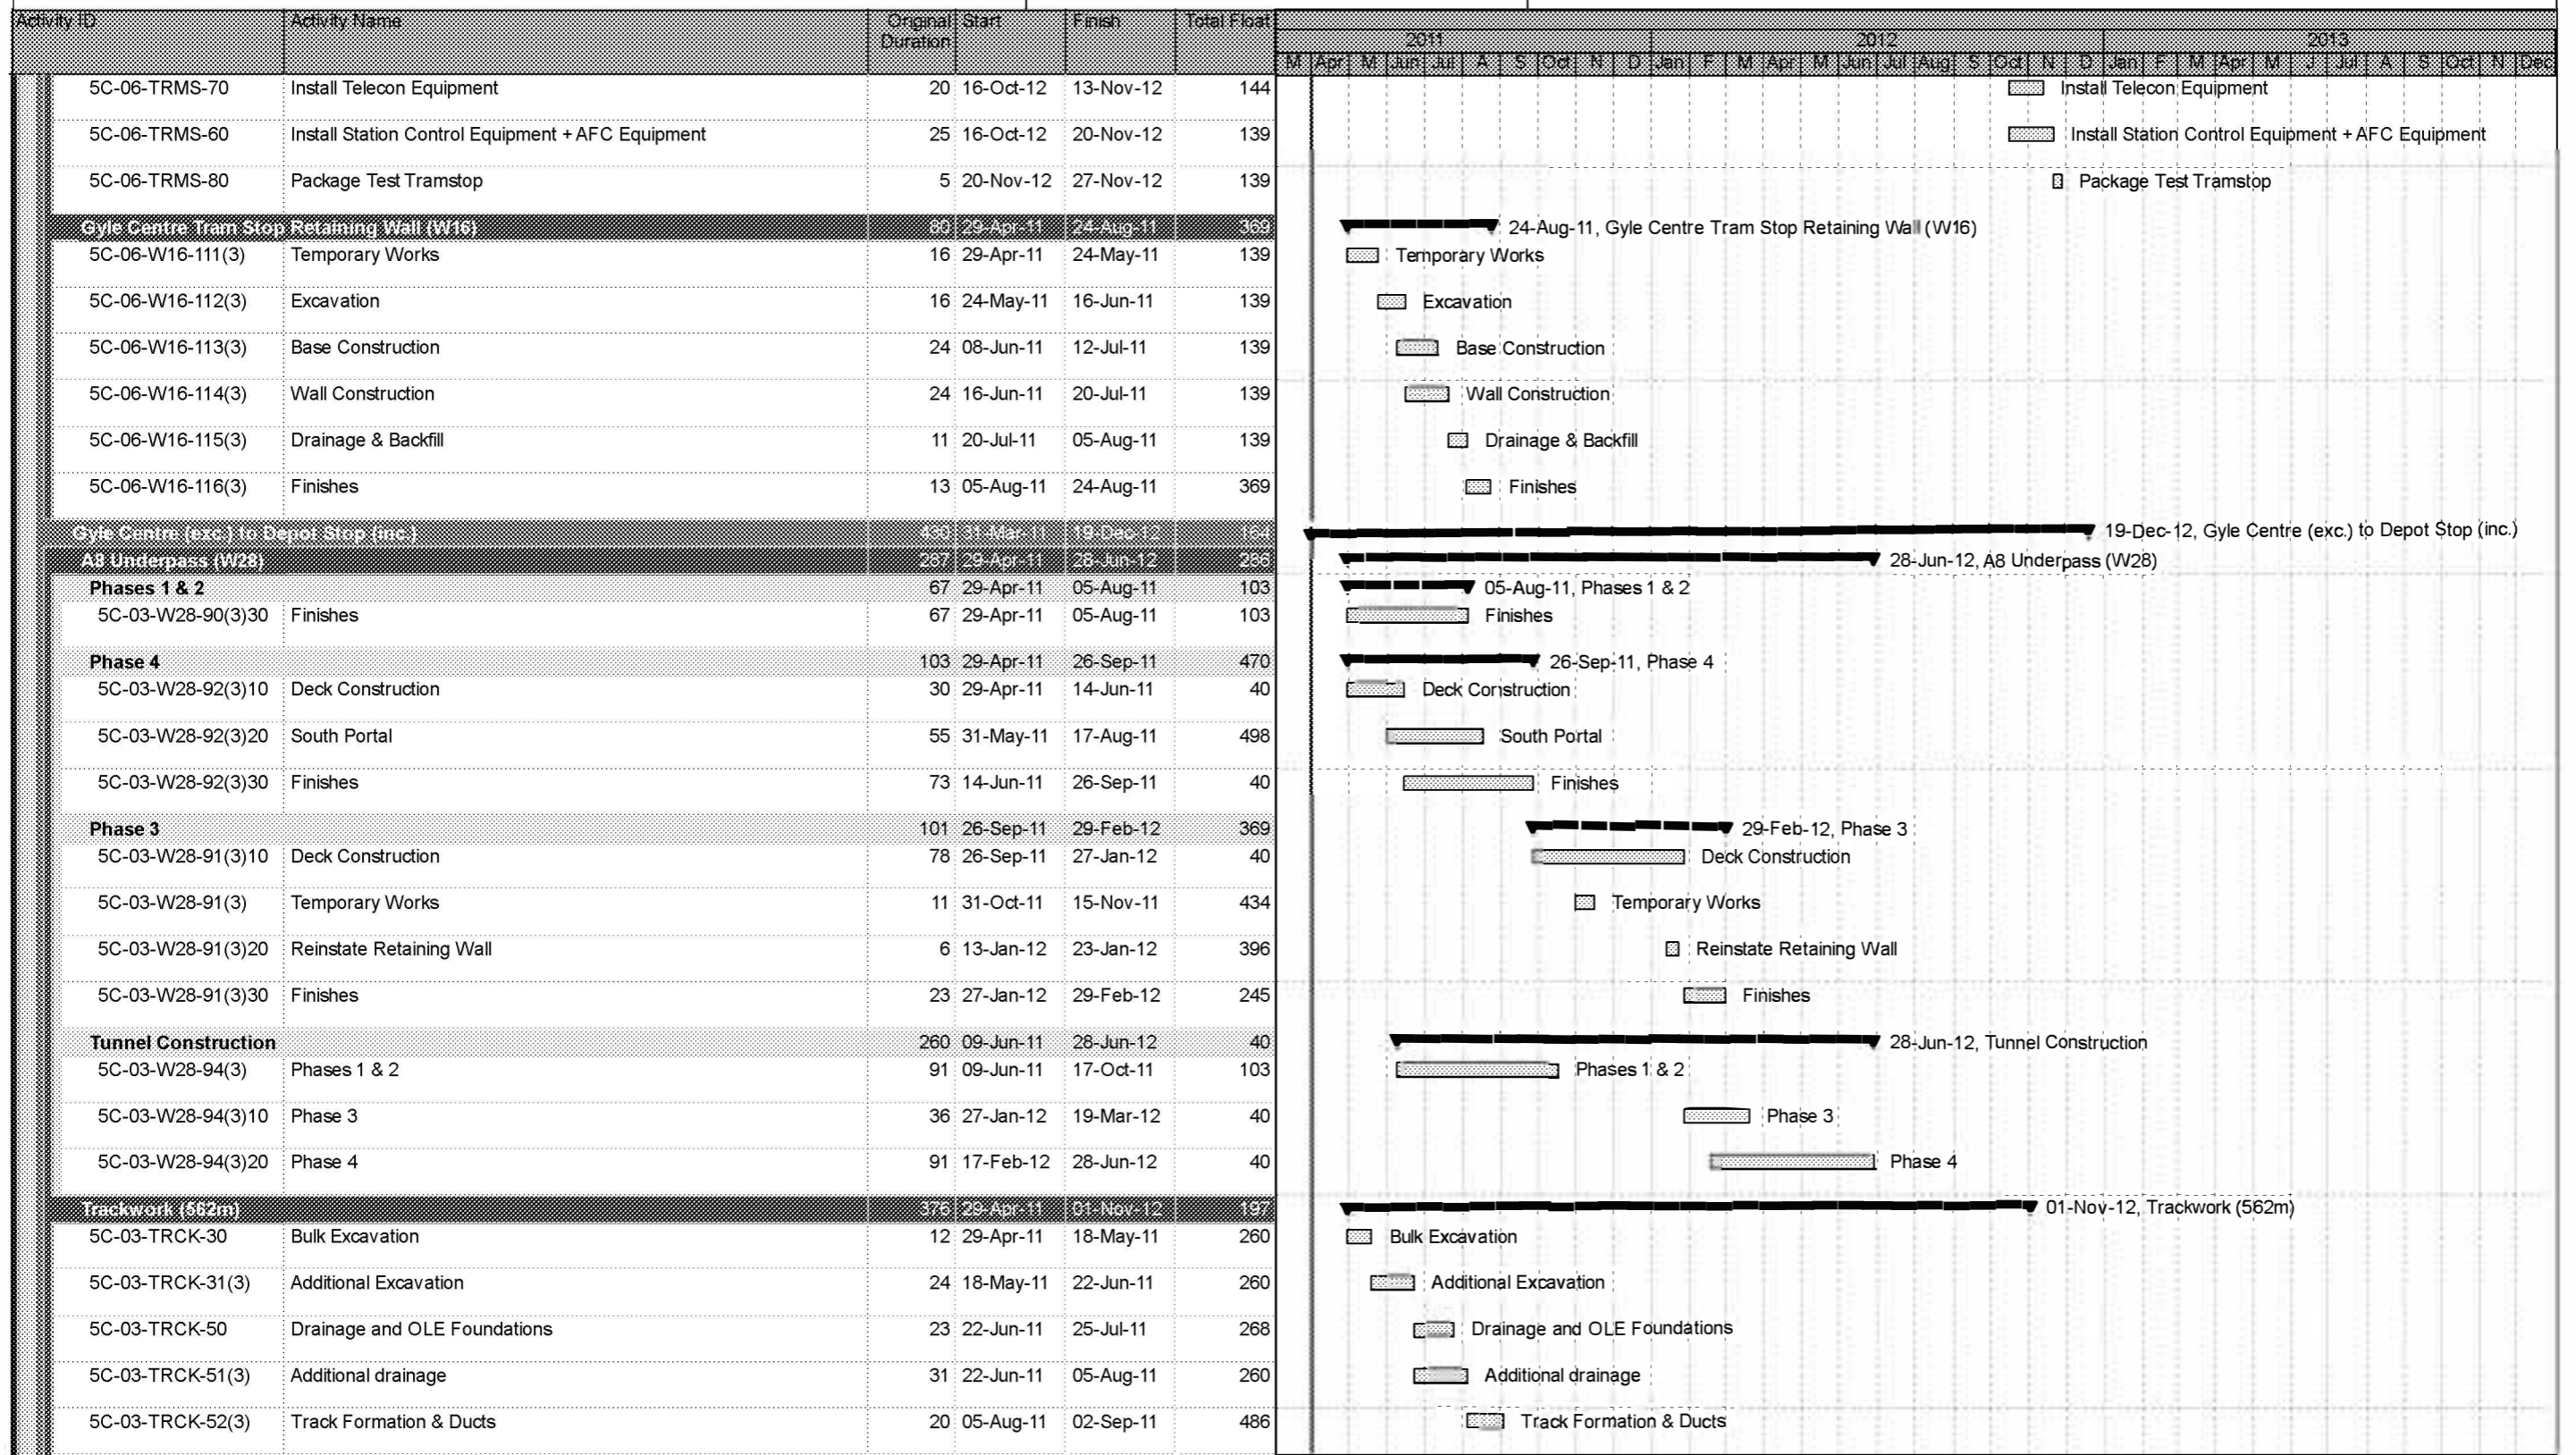 Activity ID Activity Name Original Duration Start Finish Total Float
2011 2012 2013
M Apr M Jun Jul A S Oct N D Jan F M Apr M Jun Jul Aug S Oct N D Jan F M Apr M J Jul A S Oct N Dec
5C-06-TRMS-70 Install Telecon Equipment 20 16-Oct-12 13-Nov-12 144 Install Telecon Equipment
5C-06-TRMS-60 Install Station Control Equipment + AFC Equipment 25 16-Oct-12 20-Nov-12 139 Install Station Control Equipment + AFC Equipment
5C-06-TRMS-80 Package Test Tramstop 5 20-Nov-12 27-Nov-12 139 Package Test Tramstop
Gyle Centre Tram Stop Retaining Wall (W16) 80 29-Apr-11 24-Aug-11 369 24-Aug-11, Gyle Centre Tram Stop Retaining Wall (W16)
5C-06-W16-111(3) Temporary Works 16 29-Apr-11 24-May-11 139 Temporary Works
5C-06-W16-112(3) Excavation 16 24-May-11 16-Jun-11 139 Excavation
5C-06-W16-113(3) Base Construction 24 08-Jun-11 12-Jul-11 139 Base Construction
5C-06-W16-114(3) Wall Construction 24 16-Jun-11 20-Jul-11 139 Wall Construction
5C-06-W16-115(3) Drainage & Backfill 11 20-Jul-11 05-Aug-11 139 Drainage & Backfill
5C-06-W16-116(3) Finishes 13 05-Aug-11 24-Aug-11 369 Finishes
Gyle Centre (exc.) to Depot Stop (inc.) 430 31-Mar-11 19-Dec-12 164 19-Dec-12, Gyle Centre (exc.) to Depot Stop (inc.)
A8 Underpass (W28) 287 29-Apr-11 28-Jun-12 286 28-Jun-12, A8 Underpass (W28)
Phases 1 & 2 67 29-Apr-11 05-Aug-11 103 05-Aug-11, Phases 1 & 2
5C-03-W28-90(3)30 Finishes 67 29-Apr-11 05-Aug-11 103 Finishes
Phase 4 103 29-Apr-11 26-Sep-11 470 26-Sep-11, Phase 4
5C-03-W28-92(3)10 Deck Construction 30 29-Apr-11 14-Jun-11 40 Deck Construction
5C-03-W28-92(3)20 South Portal 55 31-May-11 17-Aug-11 498 South Portal
5C-03-W28-92(3)30 Finishes 73 14-Jun-11 26-Sep-11 40 Finishes
Phase 3 101 26-Sep-11 29-Feb-12 369 29-Feb-12, Phase 3
5C-03-W28-91(3)10 Deck Construction 78 26-Sep-11 27-Jan-12 40 Deck Construction
5C-03-W28-91(3) Temporary Works 11 31-Oct-11 15-Nov-11 434 Temporary Works
5C-03-W28-91(3)20 Reinstate Retaining Wall 6 13-Jan-12 23-Jan-12 396 Reinstate Retaining Wall
5C-03-W28-91(3)30 Finishes 23 27-Jan-12 29-Feb-12 245 Finishes
Tunnel Construction 260 09-Jun-11 28-Jun-12 40 28-Jun-12, Tunnel Construction
5C-03-W28-94(3) Phases 1 & 2 91 09-Jun-11 17-Oct-11 103 Phases 1 & 2
5C-03-W28-94(3)10 Phase 3 36 27-Jan-12 19-Mar-12 40 Phase 3
5C-03-W28-94(3)20 Phase 4 91 17-Feb-12 28-Jun-12 40 Phase 4
Trackwork (562m) 376 29-Apr-11 01-Nov-12 197 01-Nov-12, Trackwork (562m)
5C-03-TRCK-30 Bulk Excavation 12 29-Apr-11 18-May-11 260 Bulk Excavation
5C-03-TRCK-31(3) Additional Excavation 24 18-May-11 22-Jun-11 260 Additional Excavation
5C-03-TRCK-50 Drainage and OLE Foundations 23 22-Jun-11 25-Jul-11 268 Drainage and OLE Foundations
5C-03-TRCK-51(3) Additional drainage 31 22-Jun-11 05-Aug-11 260 Additional drainage
5C-03-TRCK-52(3) Track Formation & Ducts 20 05-Aug-11 02-Sep-11 486 Track Formation & Ducts